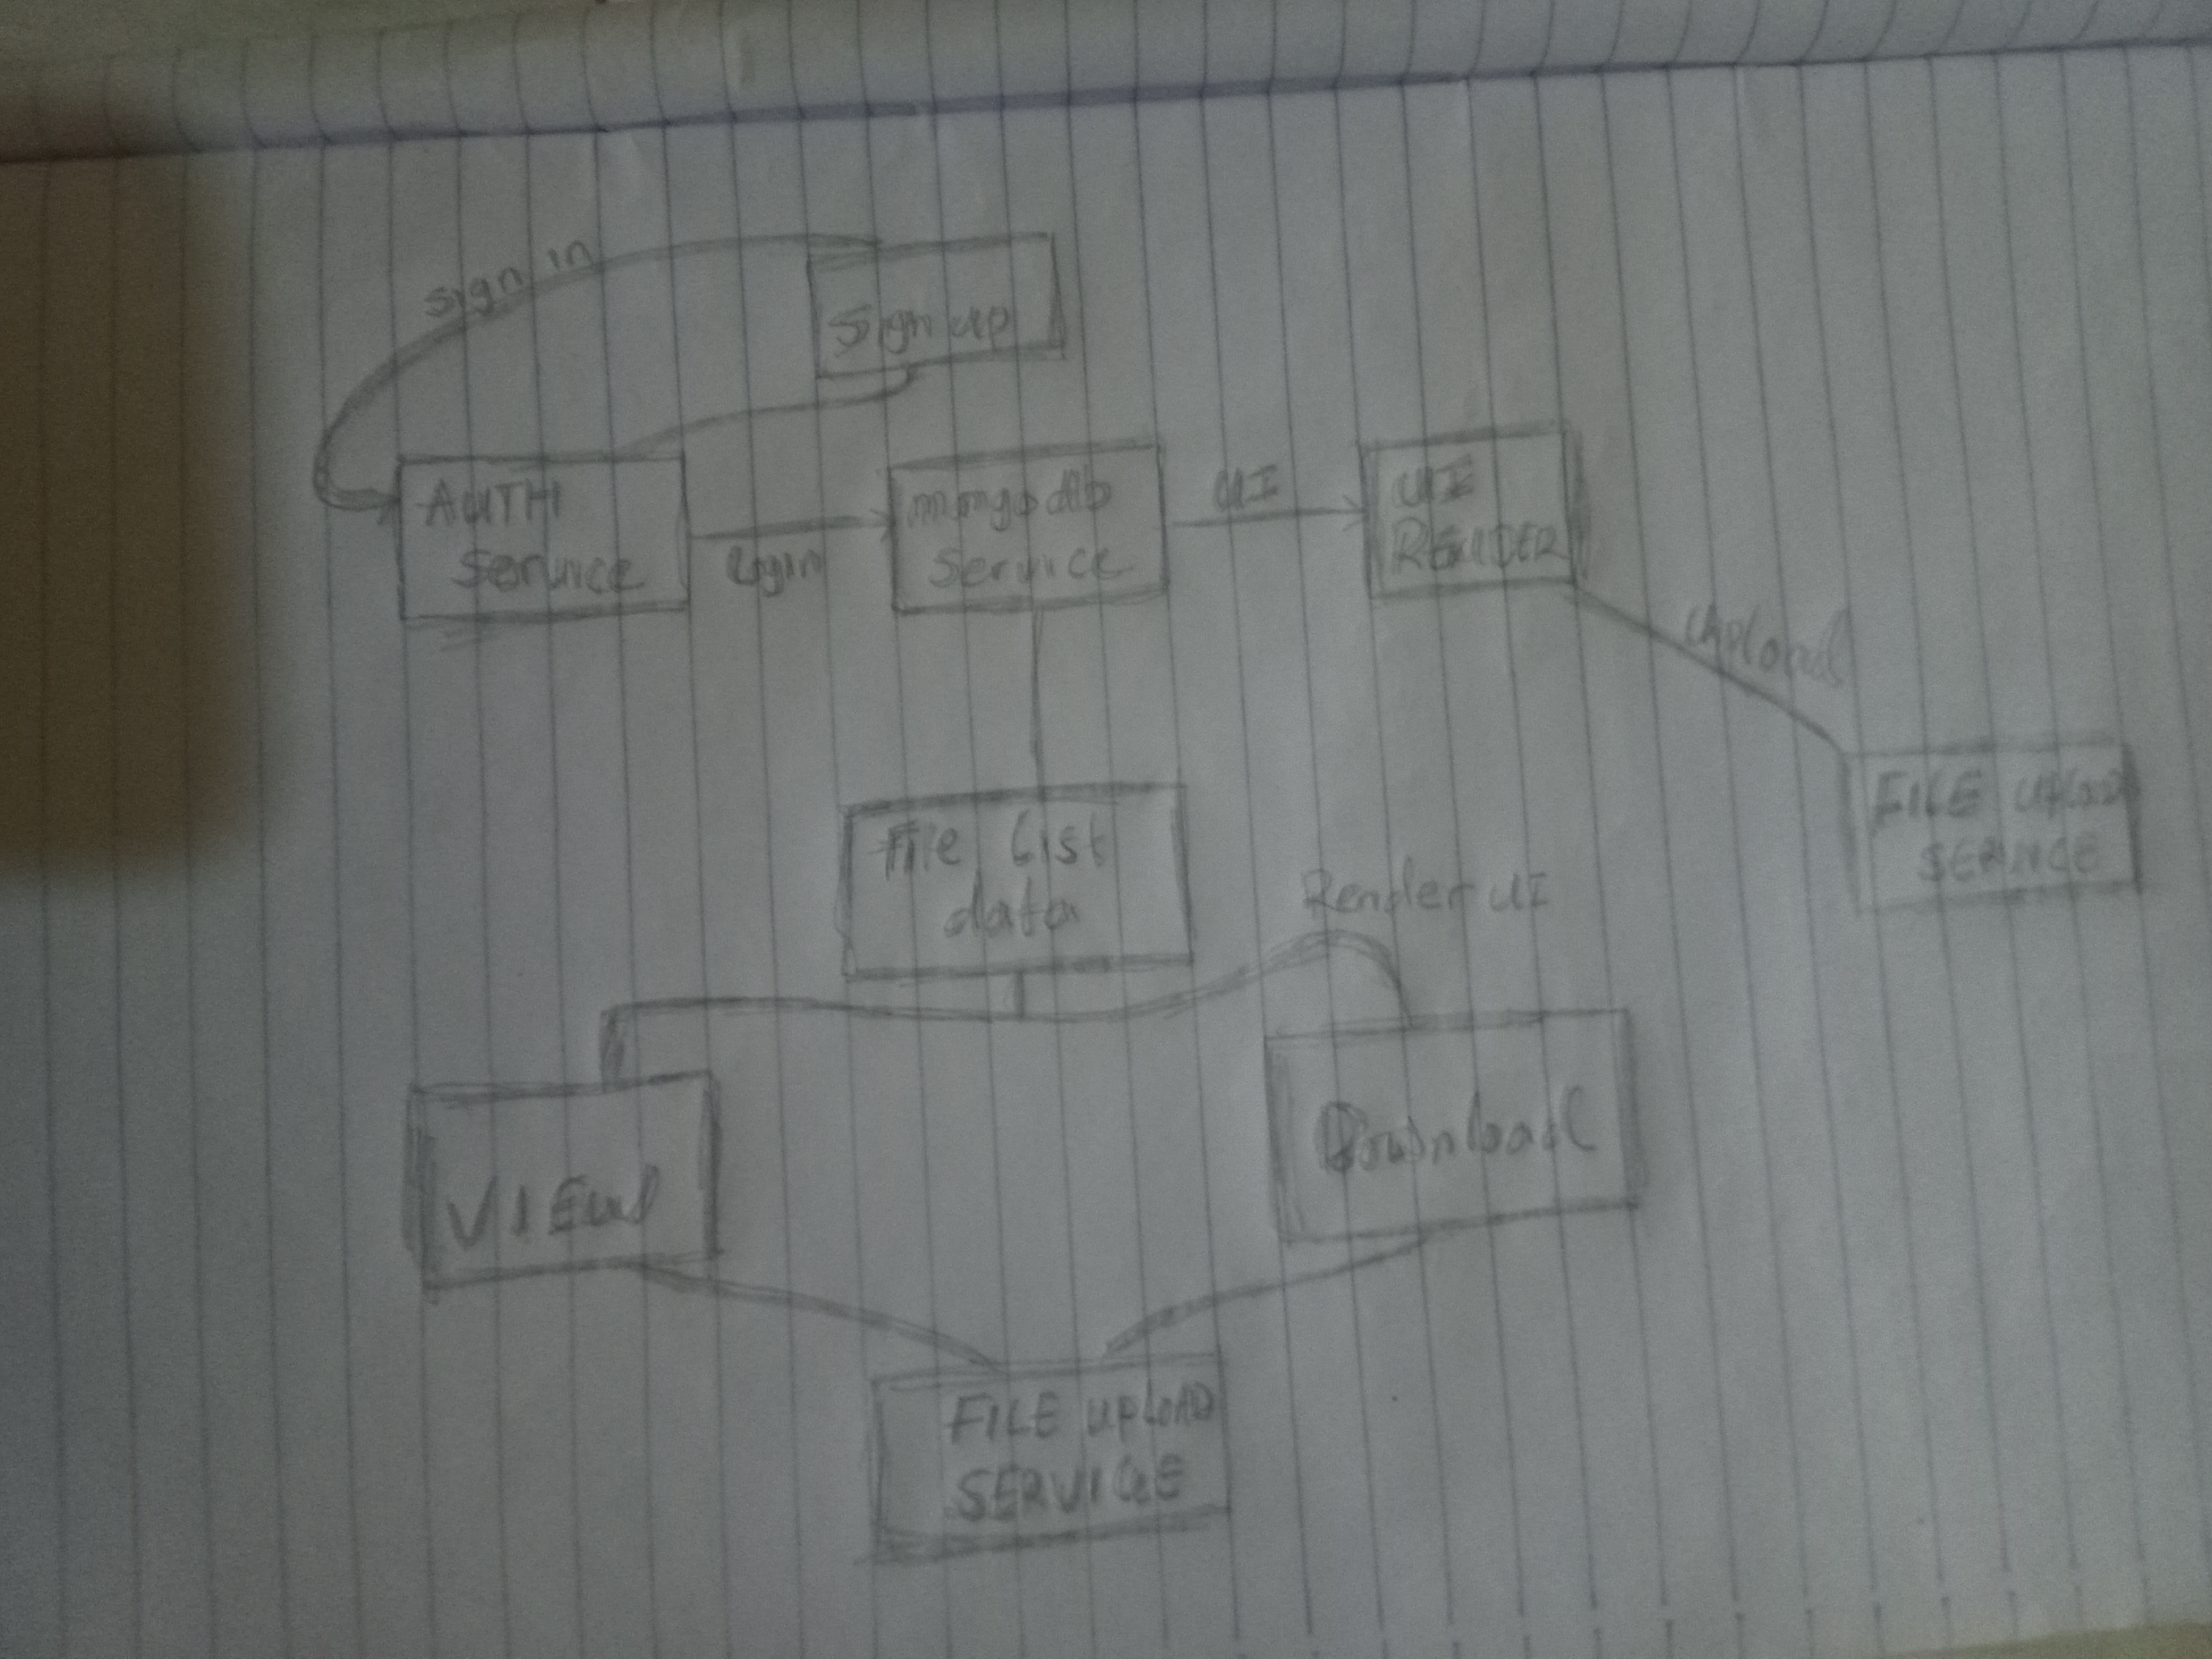 sign in
Sign up
AUTH
Service
login
mongodb
Service
UI
UI
RENDER
Upload
FILE UPLOAD
SERVICE
File list
data
Render UI
VIEW
Download
FILE UPLOAD
SERVICE